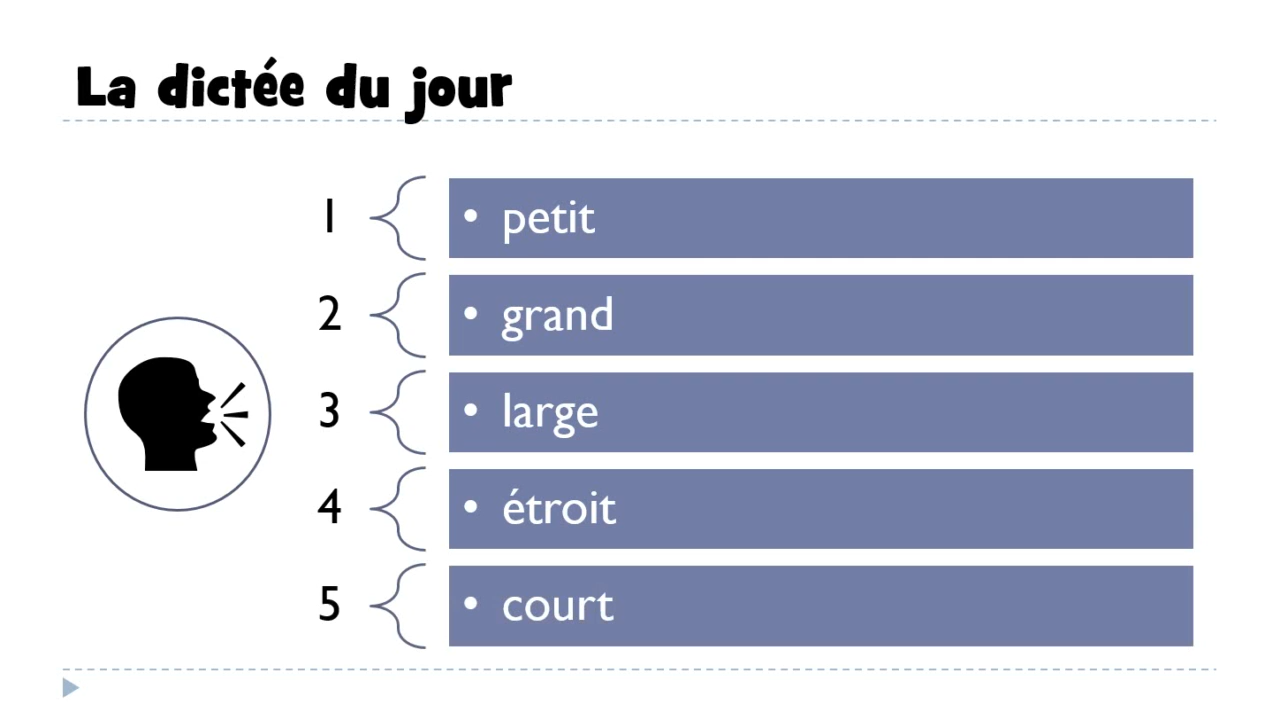 La dictée du jour
1 • petit
2 • grand
3 • large
4 • étroit
5 • court